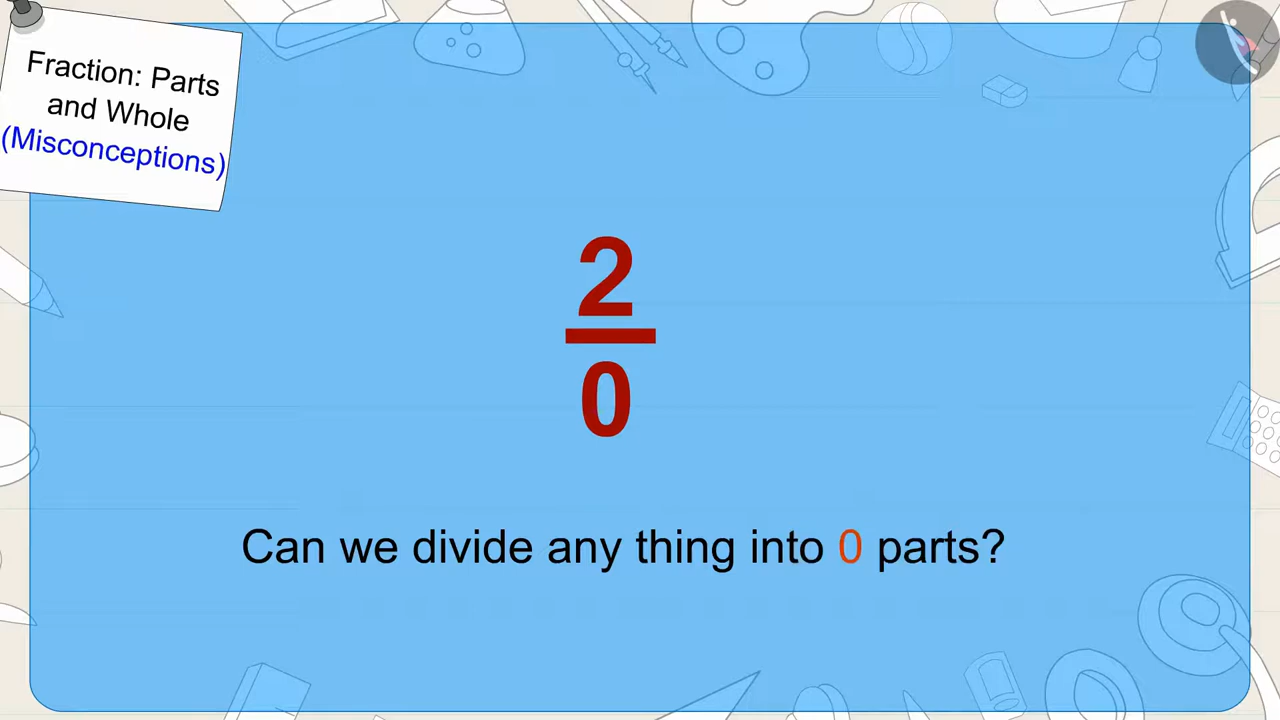 Fraction: Parts
and Whole
(Misconceptions)
2
0
Can we divide any thing into 0 parts?